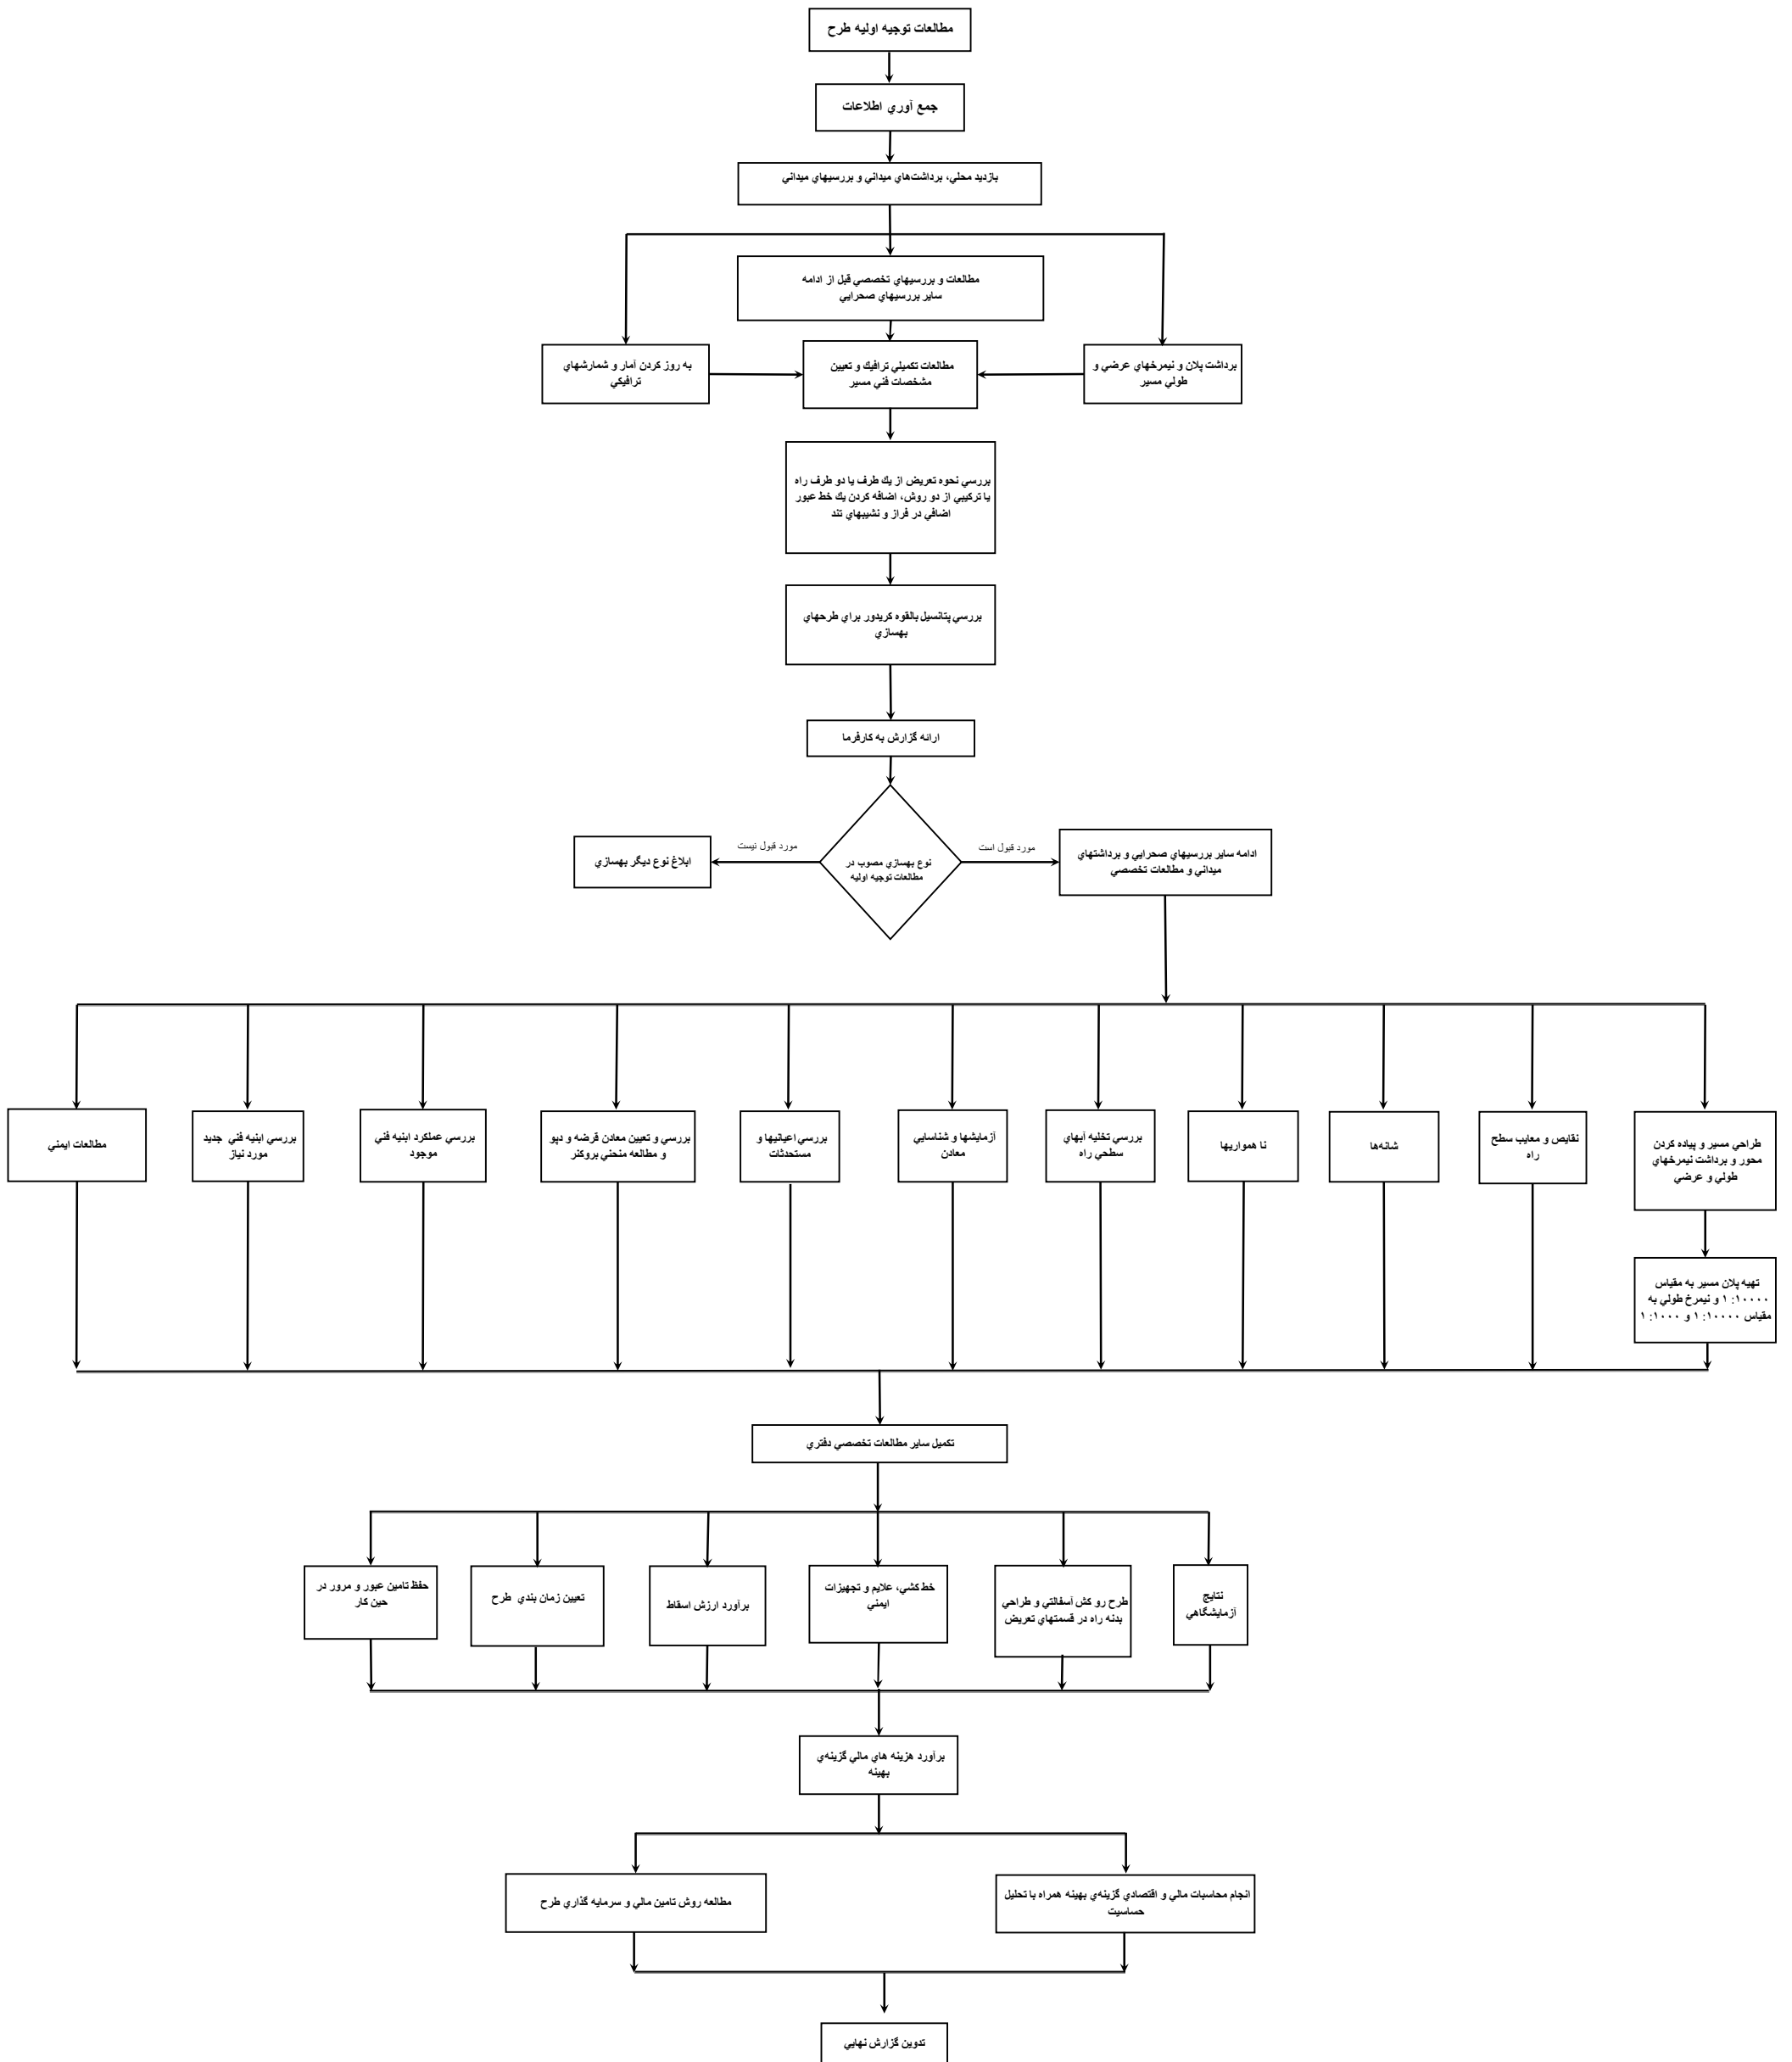 مطالعات توجيه اوليه طرح
جمع آوري اطلاعات
بازديد محلي، برداشت‌هاي ميداني و بررسيهاي ميداني
مطالعات و بررسيهاي تخصصي قبل از ادامه
ساير بررسيهاي صحرايي
برداشت پلان و نيمرخهاي عرضي و
طولي مسير
مطالعات تكميلي ترافيك و تعيين
مشخصات فني مسير
به روز كردن آمار و شمارشهاي
ترافيكي
بررسي نحوه تعريض از يك طرف يا دو طرف راه
يا تركيبي از دو روش، اضافه كردن يك خط عبور
اضافي در فراز و نشيبهاي تند
بررسي پتانسيل بالقوه كريدور براي طرحهاي
بهسازي
ارائه گزارش به كارفرما
نوع بهسازي مصوب در
مطالعات توجيه اوليه
مورد قبول است
ادامه ساير بررسيهاي صحرايي و برداشتهاي
ميداني و مطالعات تخصصي
مورد قبول نيست
ابلاغ نوع ديگر بهسازي
طراحي مسير و پياده كردن
محور و برداشت نيمرخهاي
طولي و عرضي
نقايص و معايب سطح
راه
شانه‌ها
نا همواريها
بررسي تخليه آبهاي
سطحي راه
آزمايشها و شناسايي
معادن
بررسي اعيانيها و
مستحدثات
بررسي و تعيين معادن قرضه و دپو
و مطالعه منحني بروكنر
بررسي عملكرد ابنيه فني
موجود
بررسي ابنيه فني جديد
مورد نياز
مطالعات ايمني
تهيه پلان مسير به مقياس
۱۰۰۰۰: ۱ و نيمرخ طولي به
مقياس ۱۰۰۰۰: ۱ و ۱۰۰۰: ۱
تكميل ساير مطالعات تخصصي دفتري
نتايج
آزمايشگاهي
طرح رو كش آسفالتي و طراحي
بدنه راه در قسمتهاي تعريض
خط كشي، علايم و تجهيزات
ايمني
برآورد ارزش اسقاط
تعيين زمان بندي طرح
حفظ تامين عبور و مرور در
حين كار
برآورد هزينه هاي مالي گزينه‌ي
بهينه
انجام محاسبات مالي و اقتصادي گزينه‌ي بهينه همراه با تحليل
حساسيت
مطالعه روش تامين مالي و سرمايه گذاري طرح
تدوين گزارش نهايي